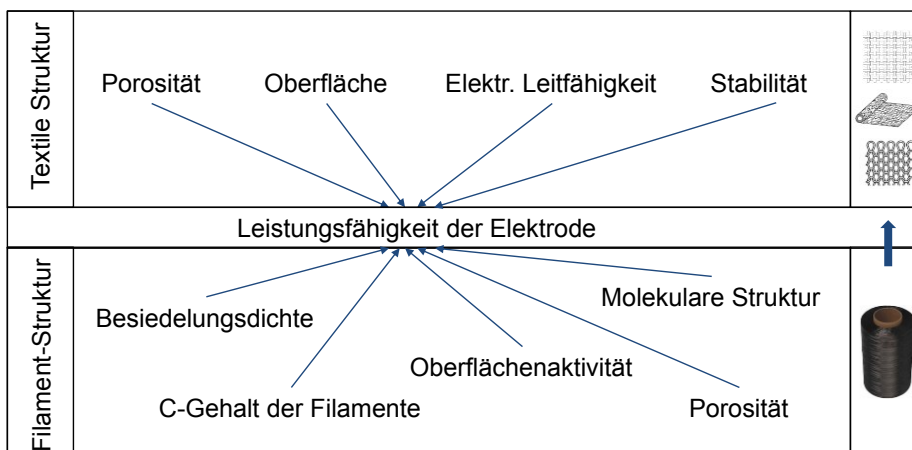 Textile Struktur
Porosität
Oberfläche
Elektr. Leitfähigkeit
Stabilität
Leistungsfähigkeit der Elektrode
Filament-Struktur
Besiedelungsdichte
Molekulare Struktur
Oberflächenaktivität
C-Gehalt der Filamente
Porosität